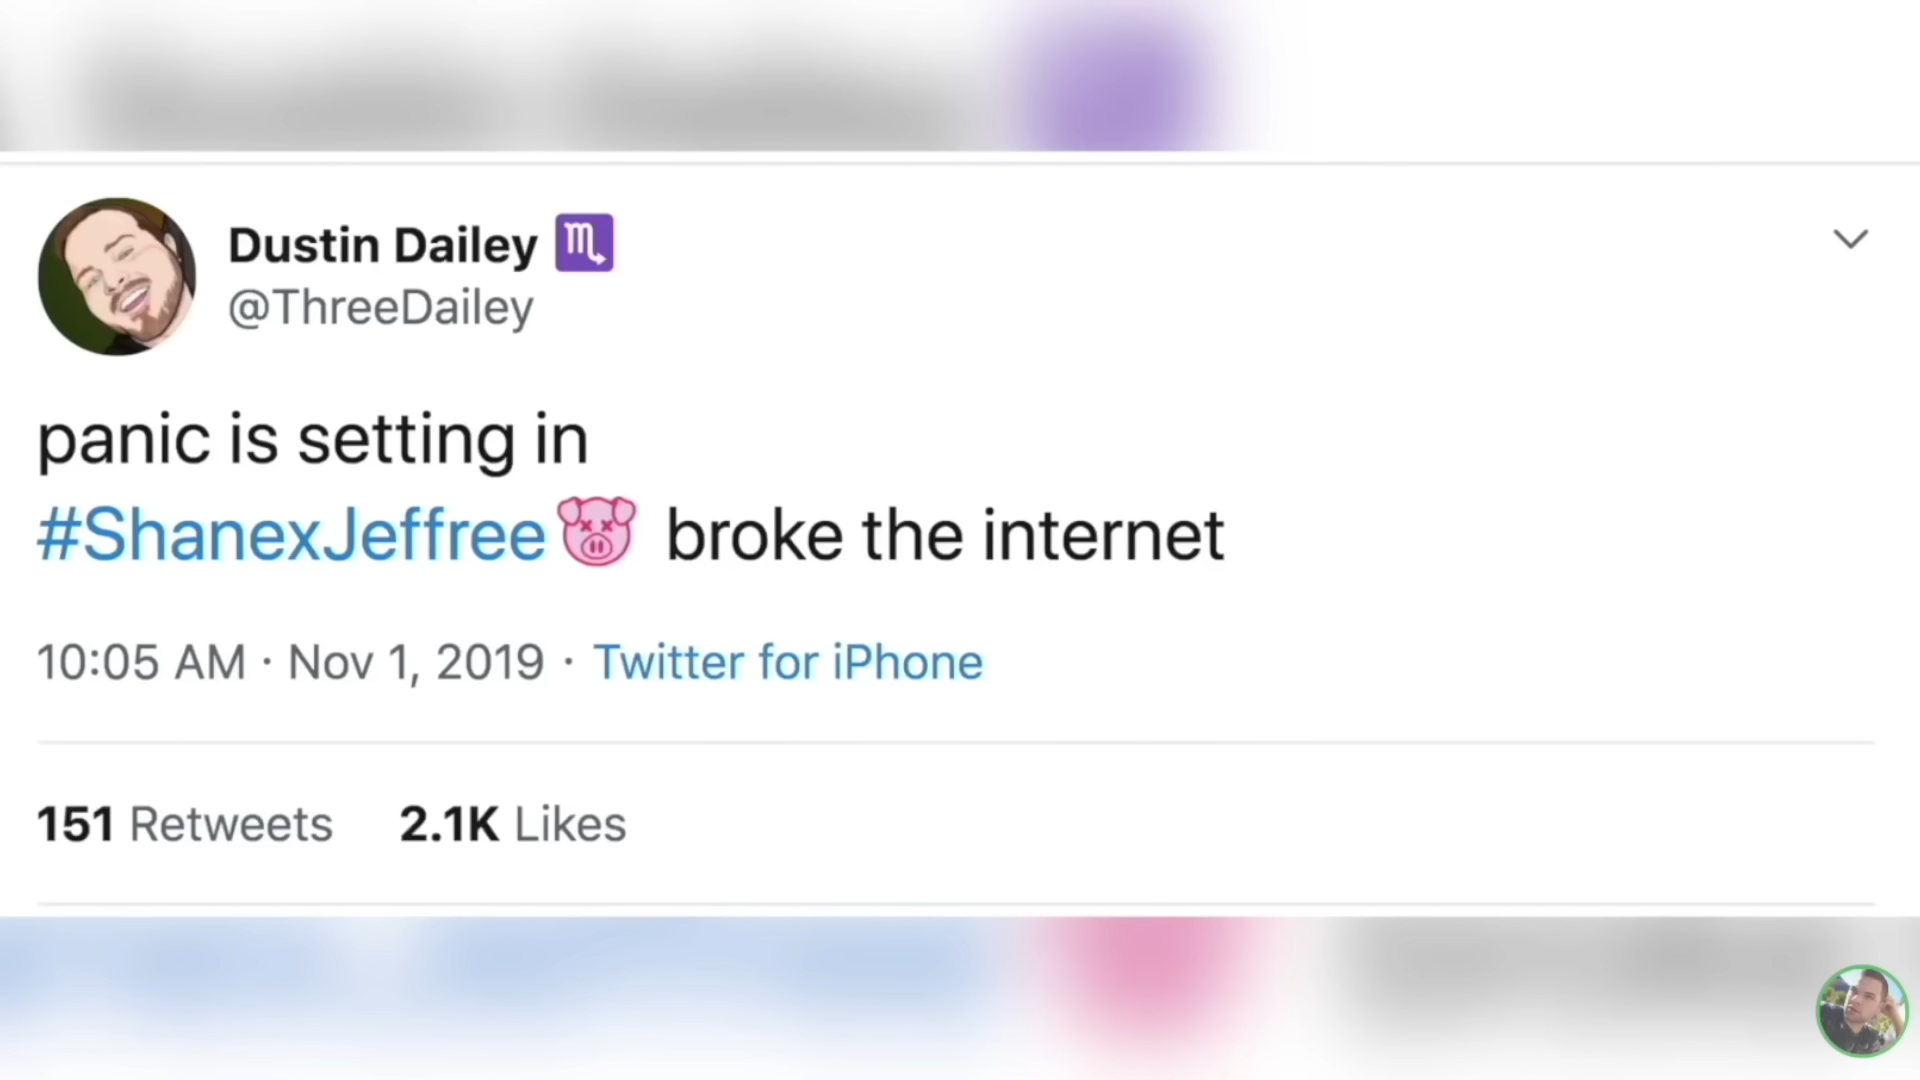 Dustin Dailey ♏
@ThreeDailey
panic is setting in
#ShanexJeffree broke the internet
10:05 AM · Nov 1, 2019 · Twitter for iPhone
151 Retweets 2.1K Likes